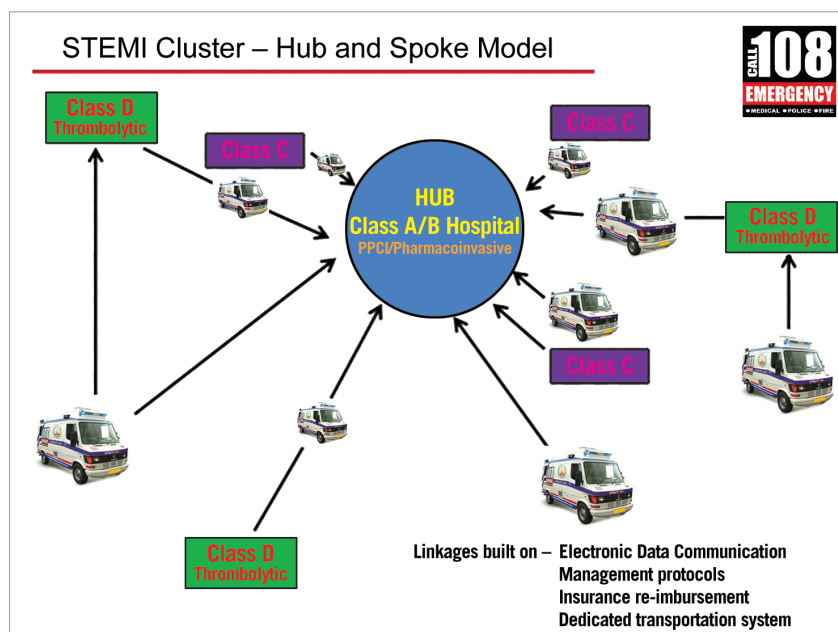 STEMI Cluster – Hub and Spoke Model
CALL 108
EMERGENCY
•MEDICAL •POLICE •FIRE
Class D
Thrombolytic
Class C
Class C
HUB
Class A/B Hospital
PPCI/Pharmacoinvasive
Class D
Thrombolytic
Class C
Class D
Thrombolytic
Linkages built on – Electronic Data Communication
Management protocols
Insurance re-imbursement
Dedicated transportation system